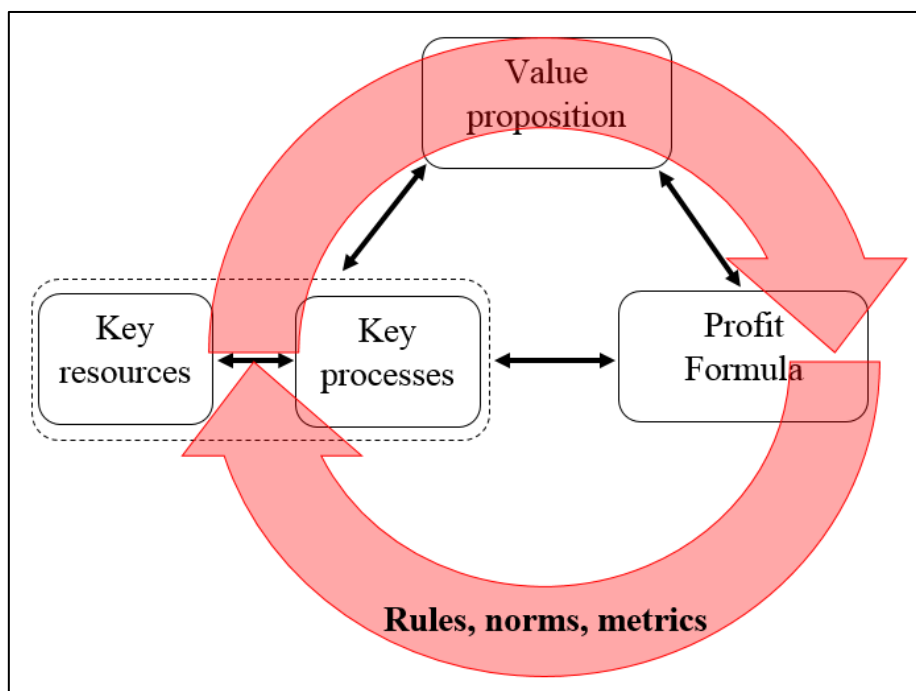 Value
proposition
Key
resources
Key
processes
Profit
Formula
Rules, norms, metrics